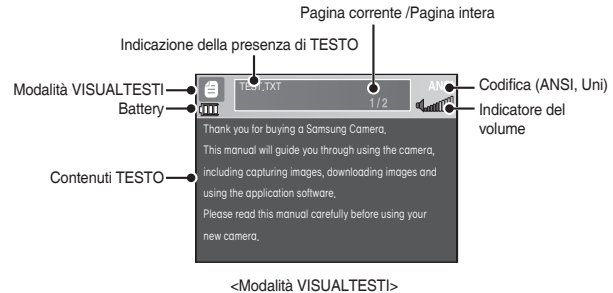 Pagina corrente /Pagina intera
Indicazione della presenza di TESTO
Modalità VISUALTESTI
Battery
Contenuti TESTO
TEST.TXT
1 / 2
Codifica (ANSI, Uni)
Indicatore del
volume
Thank you for buying a Samsung Camera.
This manual will guide you through using the camera,
including capturing images, downloading images and
using the application software.
Please read this manual carefully before using your
new camera.
<Modalità VISUALTESTI>